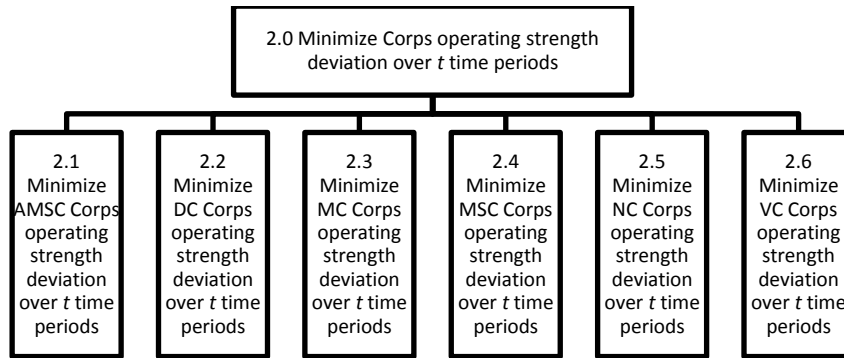 2.0 Minimize Corps operating strength
deviation over t time periods
2.1
Minimize
AMSC Corps
operating
strength
deviation
over t time
periods
2.2
Minimize
DC Corps
operating
strength
deviation
over t time
periods
2.3
Minimize
MC Corps
operating
strength
deviation
over t time
periods
2.4
Minimize
MSC Corps
operating
strength
deviation
over t time
periods
2.5
Minimize
NC Corps
operating
strength
deviation
over t time
periods
2.6
Minimize
VC Corps
operating
strength
deviation
over t time
periods